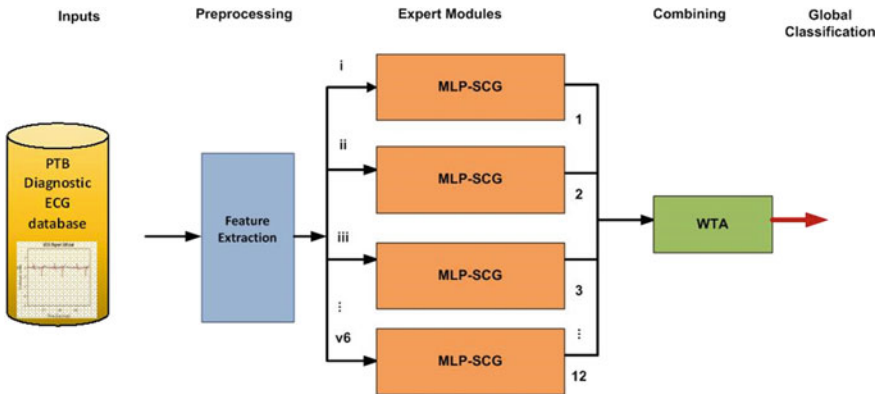 Inputs
Preprocessing
Expert Modules
Combining
Global
Classification
PTB
Diagnostic
ECG
database
Feature
Extraction
i
ii
iii
⋮
v6
MLP-SCG
MLP-SCG
MLP-SCG
MLP-SCG
1
2
3
⋮
12
WTA